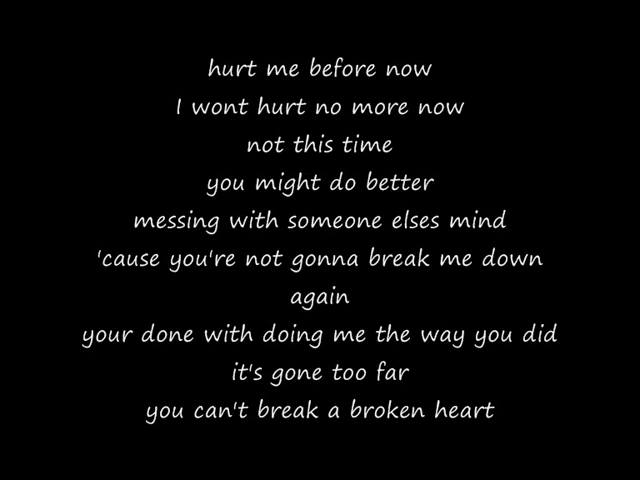 hurt me before now
I wont hurt no more now
not this time
you might do better
messing with someone elses mind
'cause you're not gonna break me down
again
your done with doing me the way you did
it's gone too far
you can't break a broken heart